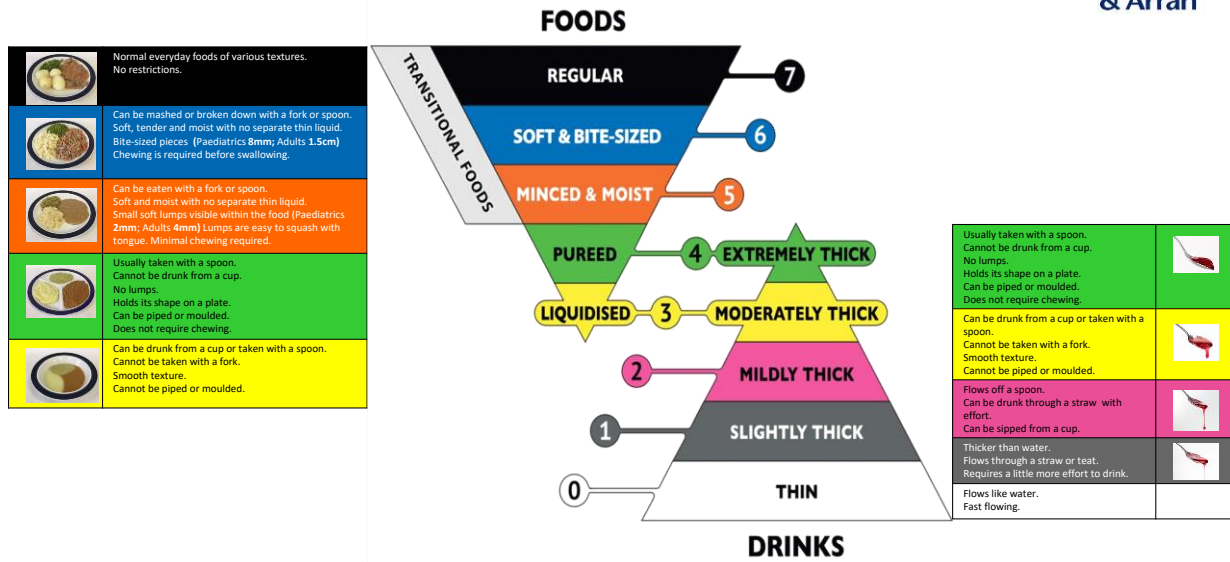 & Arran
FOODS
Normal everyday foods of various textures.
No restrictions.
Can be mashed or broken down with a fork or spoon.
Soft, tender and moist with no separate thin liquid.
Bite-sized pieces  (Paediatrics 8mm; Adults 1.5cm)
Chewing is required before swallowing.
Can be eaten with a fork or spoon.
Soft and moist with no separate thin liquid.
Small soft lumps visible within the food (Paediatrics
2mm; Adults 4mm) Lumps are easy to squash with
tongue. Minimal chewing required.
Usually taken with a spoon.
Cannot be drunk from a cup.
No lumps.
Holds its shape on a plate.
Can be piped or moulded.
Does not require chewing.
Can be drunk from a cup or taken with a spoon.
Cannot be taken with a fork.
Smooth texture.
Cannot be piped or moulded.
TRANSITIONAL FOODS
REGULAR 7
SOFT & BITE-SIZED 6
MINCED & MOIST 5
PUREED 4 EXTREMELY THICK
LIQUIDISED 3 MODERATELY THICK
2 MILDLY THICK
1 SLIGHTLY THICK
0 THIN
DRINKS
Usually taken with a spoon.
Cannot be drunk from a cup.
No lumps.
Holds its shape on a plate.
Can be piped or moulded.
Does not require chewing.
Can be drunk from a cup or taken with a
spoon.
Cannot be taken with a fork.
Smooth texture.
Cannot be piped or moulded.
Flows off a spoon.
Can be drunk through a straw  with
effort.
Can be sipped from a cup.
Thicker than water.
Flows through a straw or teat.
Requires a little more effort to drink.
Flows like water.
Fast flowing.